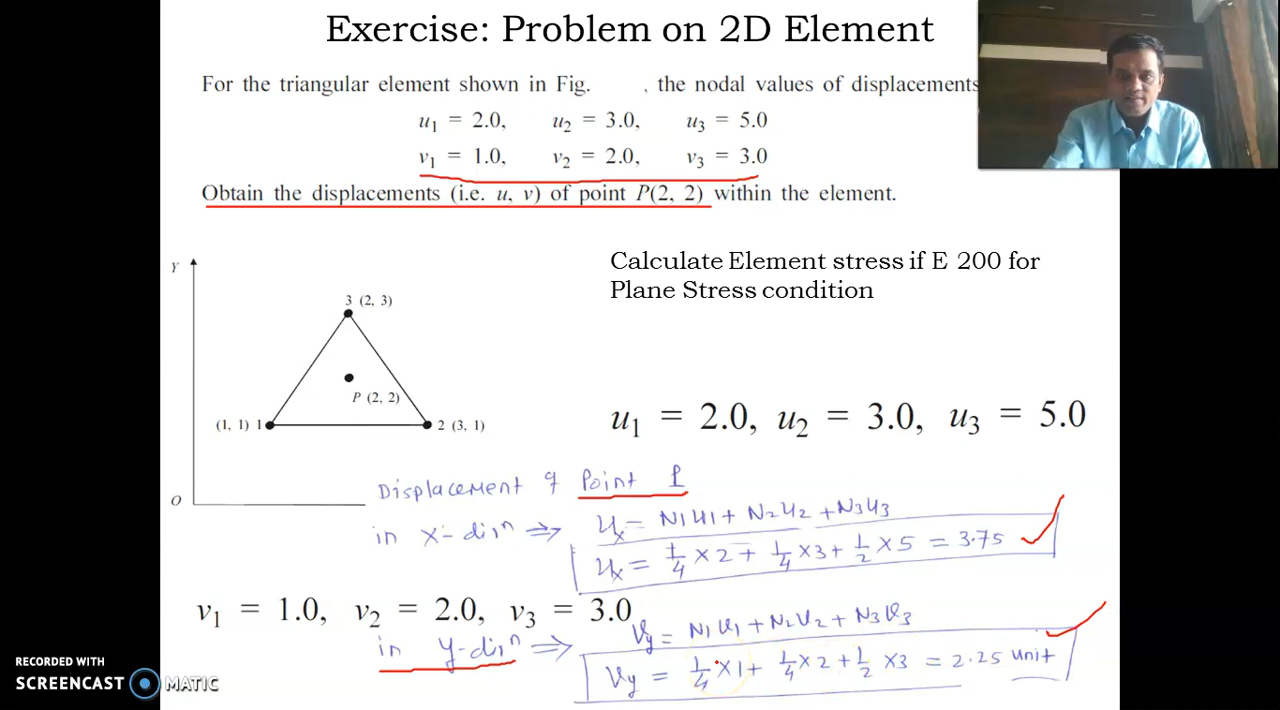 Exercise: Problem on 2D Element
For the triangular element shown in Fig. , the nodal values of displacements
u1 = 2.0, u2 = 3.0, u3 = 5.0
v1 = 1.0, v2 = 2.0, v3 = 3.0
Obtain the displacements (i.e. u, v) of point P(2, 2) within the element.
Calculate Element stress if E 200 for
Plane Stress condition
Y
3 (2, 3)
P (2, 2)
(1, 1) 1
2 (3, 1)
O
u1 = 2.0, u2 = 3.0, u3 = 5.0
Displacement of Point P
in x-dirn ⇒ Ux = N1U1 + N2U2 + N3U3
Ux = 1/4 × 2 + 1/4 × 3 + 1/2 × 5 = 3.75
v1 = 1.0, v2 = 2.0, v3 = 3.0
in y-dirn ⇒ Vy = N1V1 + N2V2 + N3V3
Vy = 1/4 × 1 + 1/4 × 2 + 1/2 × 3 = 2.25 unit
RECORDED WITH
SCREENCAST MATIC